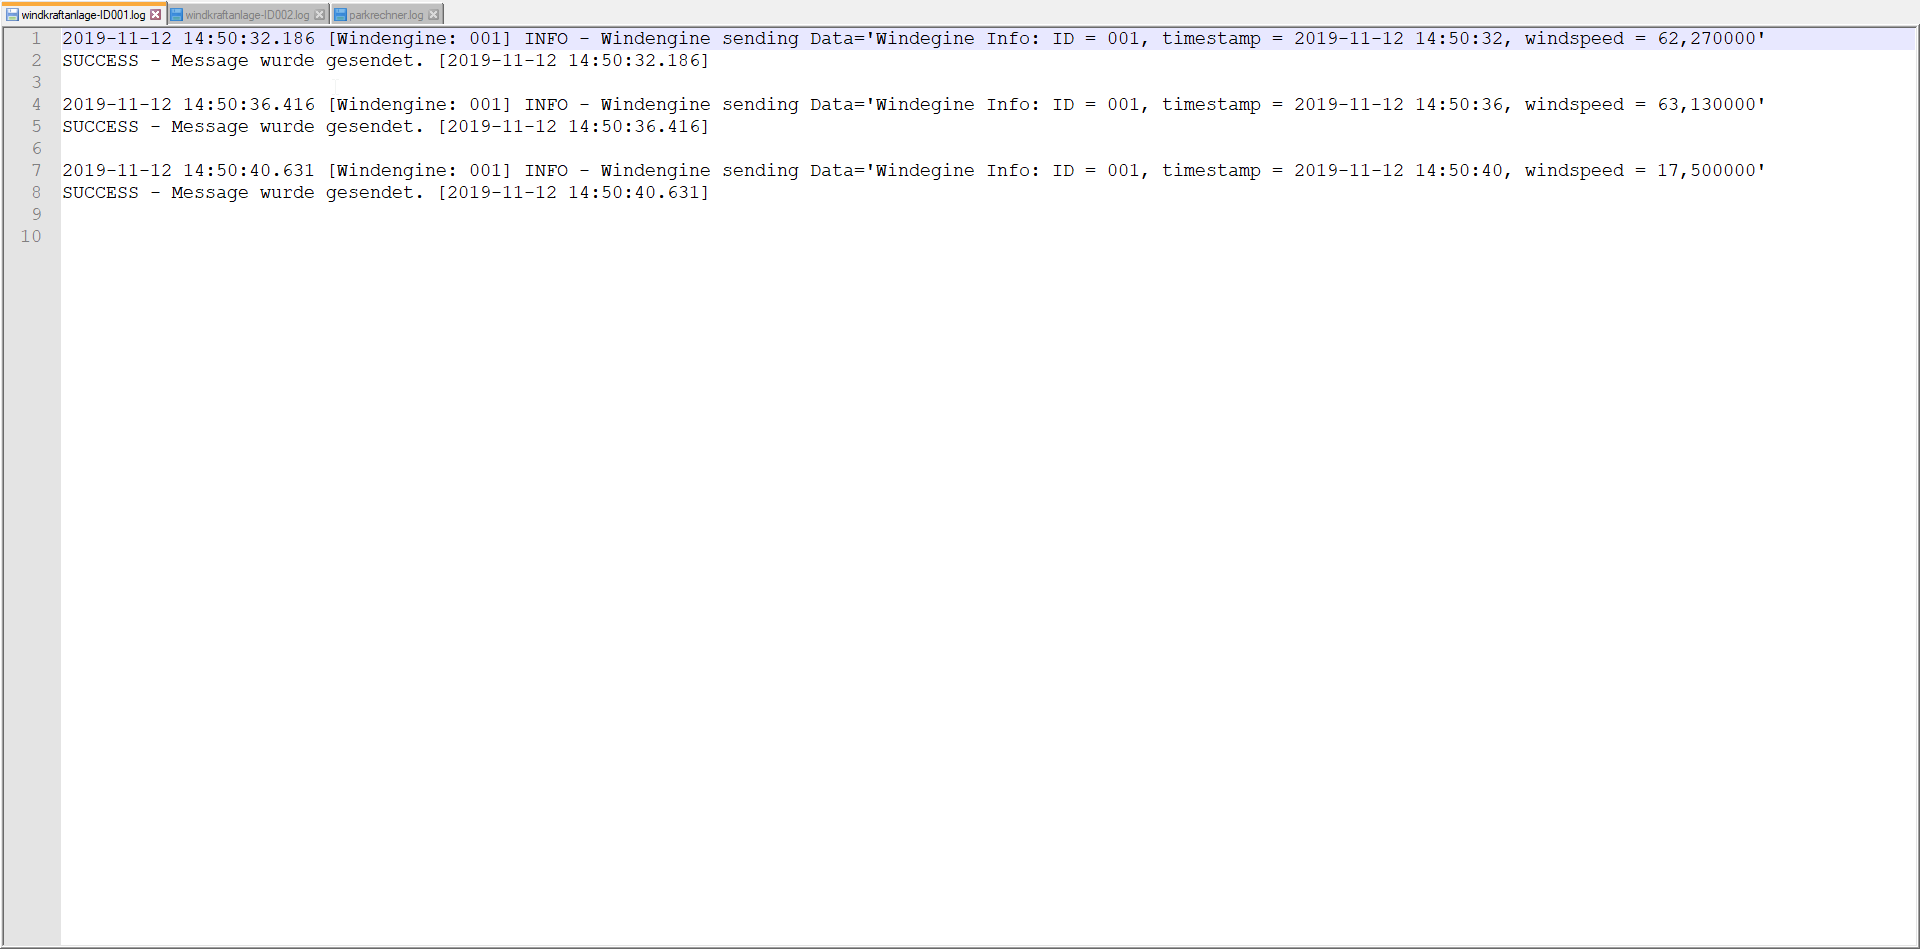 windkraftanlage-ID001.log windkraftanlage-ID002.log parkrechner.log
1 2019-11-12 14:50:32.186 [Windengine: 001] INFO - Windengine sending Data='Windegine Info: ID = 001, timestamp = 2019-11-12 14:50:32, windspeed = 62,270000'
2 SUCCESS - Message wurde gesendet. [2019-11-12 14:50:32.186]
3
4 2019-11-12 14:50:36.416 [Windengine: 001] INFO - Windengine sending Data='Windegine Info: ID = 001, timestamp = 2019-11-12 14:50:36, windspeed = 63,130000'
5 SUCCESS - Message wurde gesendet. [2019-11-12 14:50:36.416]
6
7 2019-11-12 14:50:40.631 [Windengine: 001] INFO - Windengine sending Data='Windegine Info: ID = 001, timestamp = 2019-11-12 14:50:40, windspeed = 17,500000'
8 SUCCESS - Message wurde gesendet. [2019-11-12 14:50:40.631]
9
10